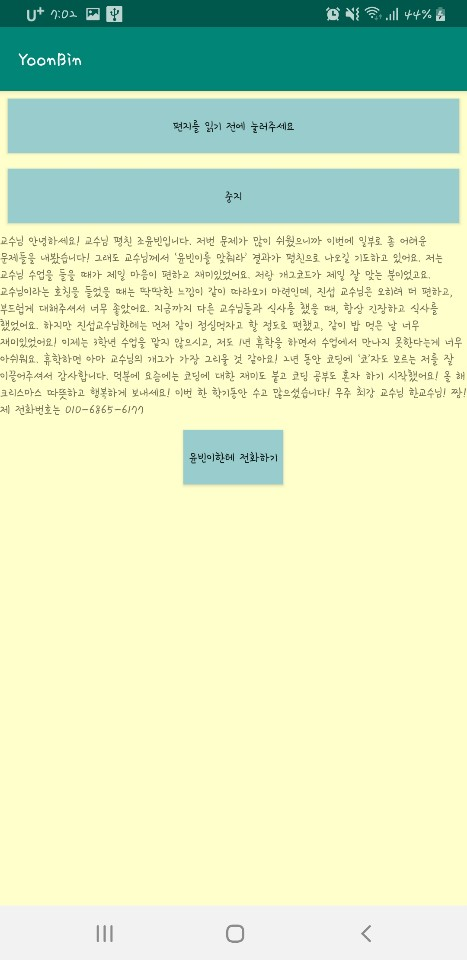 U+ 7:02 44%
YoonBin
편지를 읽기 전에 눌러주세요
중지
교수님 안녕하세요! 교수님 펑친 조윤빈입니다. 저번 문제가 많이 쉬웠으니까 이번에 일부로 좀 어려운
문제들을 내봤습니다! 그래도 교수님께서 '윤빈이를 맞춰라' 결과가 펑친으로 나오길 기도하고 있어요. 저는
교수님 수업을 들을 때가 제일 마음이 편하고 재미있었어요. 저랑 개그코드가 제일 잘 맞는 분이었고요.
교수님이라는 호칭을 들었을 때는 딱딱한 느낌이 같이 따라오기 마련인데, 진섭 교수님은 오히려 더 편하고,
부드럽게 대해주셔서 너무 좋았어요. 지금까지 다른 교수님들과 식사를 했을 때, 항상 긴장하고 식사를
했었어요. 하지만 진섭교수님한테는 먼저 같이 점심먹자고 할 정도로 편했고, 같이 밥 먹은 날 너무
재미있었어요! 이제는 3학년 수업을 맡지 않으시고, 저도 1년 휴학을 하면서 수업에서 만나지 못한다는게 너무
아쉬워요. 휴학하면 아마 교수님의 개그가 가장 그리울 것 같아요! 2년 동안 코딩에 '코'자도 모르는 저를 잘
이끌어주셔서 감사합니다. 덕분에 요즘에는 코딩에 대한 재미도 붙고 코딩 공부도 혼자 하기 시작했어요! 올 해
크리스마스 따뜻하고 행복하게 보내세요! 이번 한 학기동안 수고 많으셨습니다! 우주 최강 교수님 한교수님! 짱!
제 전화번호는 010-6865-6177
윤빈이한테 전화하기